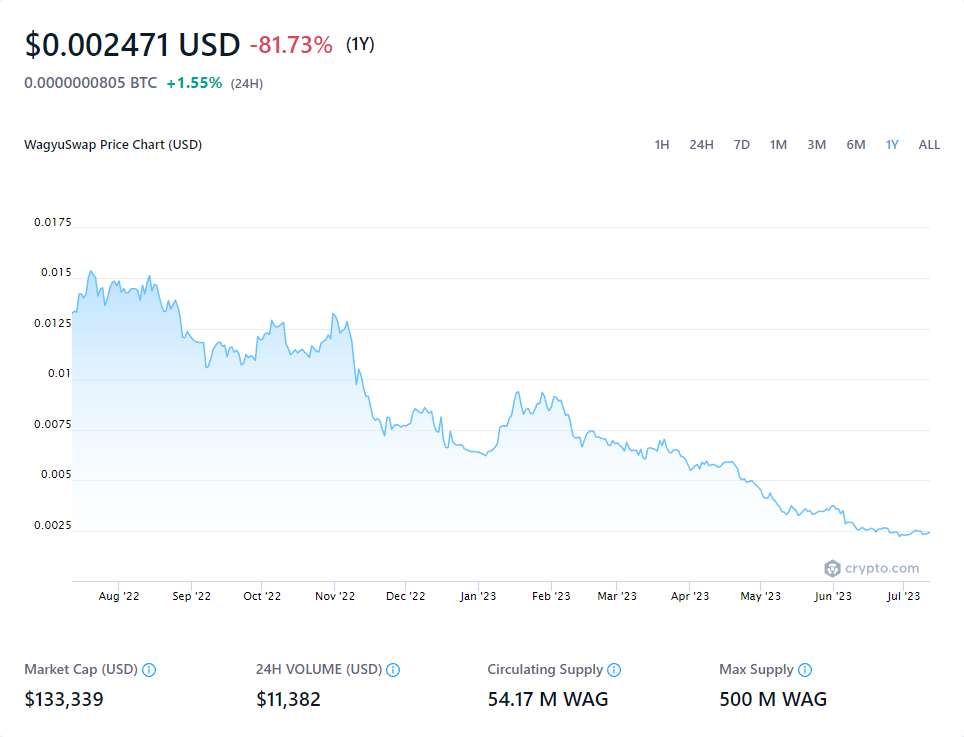 $0.002471 USD -81.73% (1Y)
0.0000000805 BTC +1.55% (24H)
WagyuSwap Price Chart (USD) 1H 24H 7D 1M 3M 6M 1Y ALL
0.0175
0.015
0.0125
0.01
0.0075
0.005
0.0025
crypto.com
Aug '22 Sep '22 Oct '22 Nov '22 Dec '22 Jan '23 Feb '23 Mar '23 Apr '23 May '23 Jun '23 Jul '23
Market Cap (USD) 24H VOLUME (USD) Circulating Supply Max Supply
$133,339 $11,382 54.17 M WAG 500 M WAG